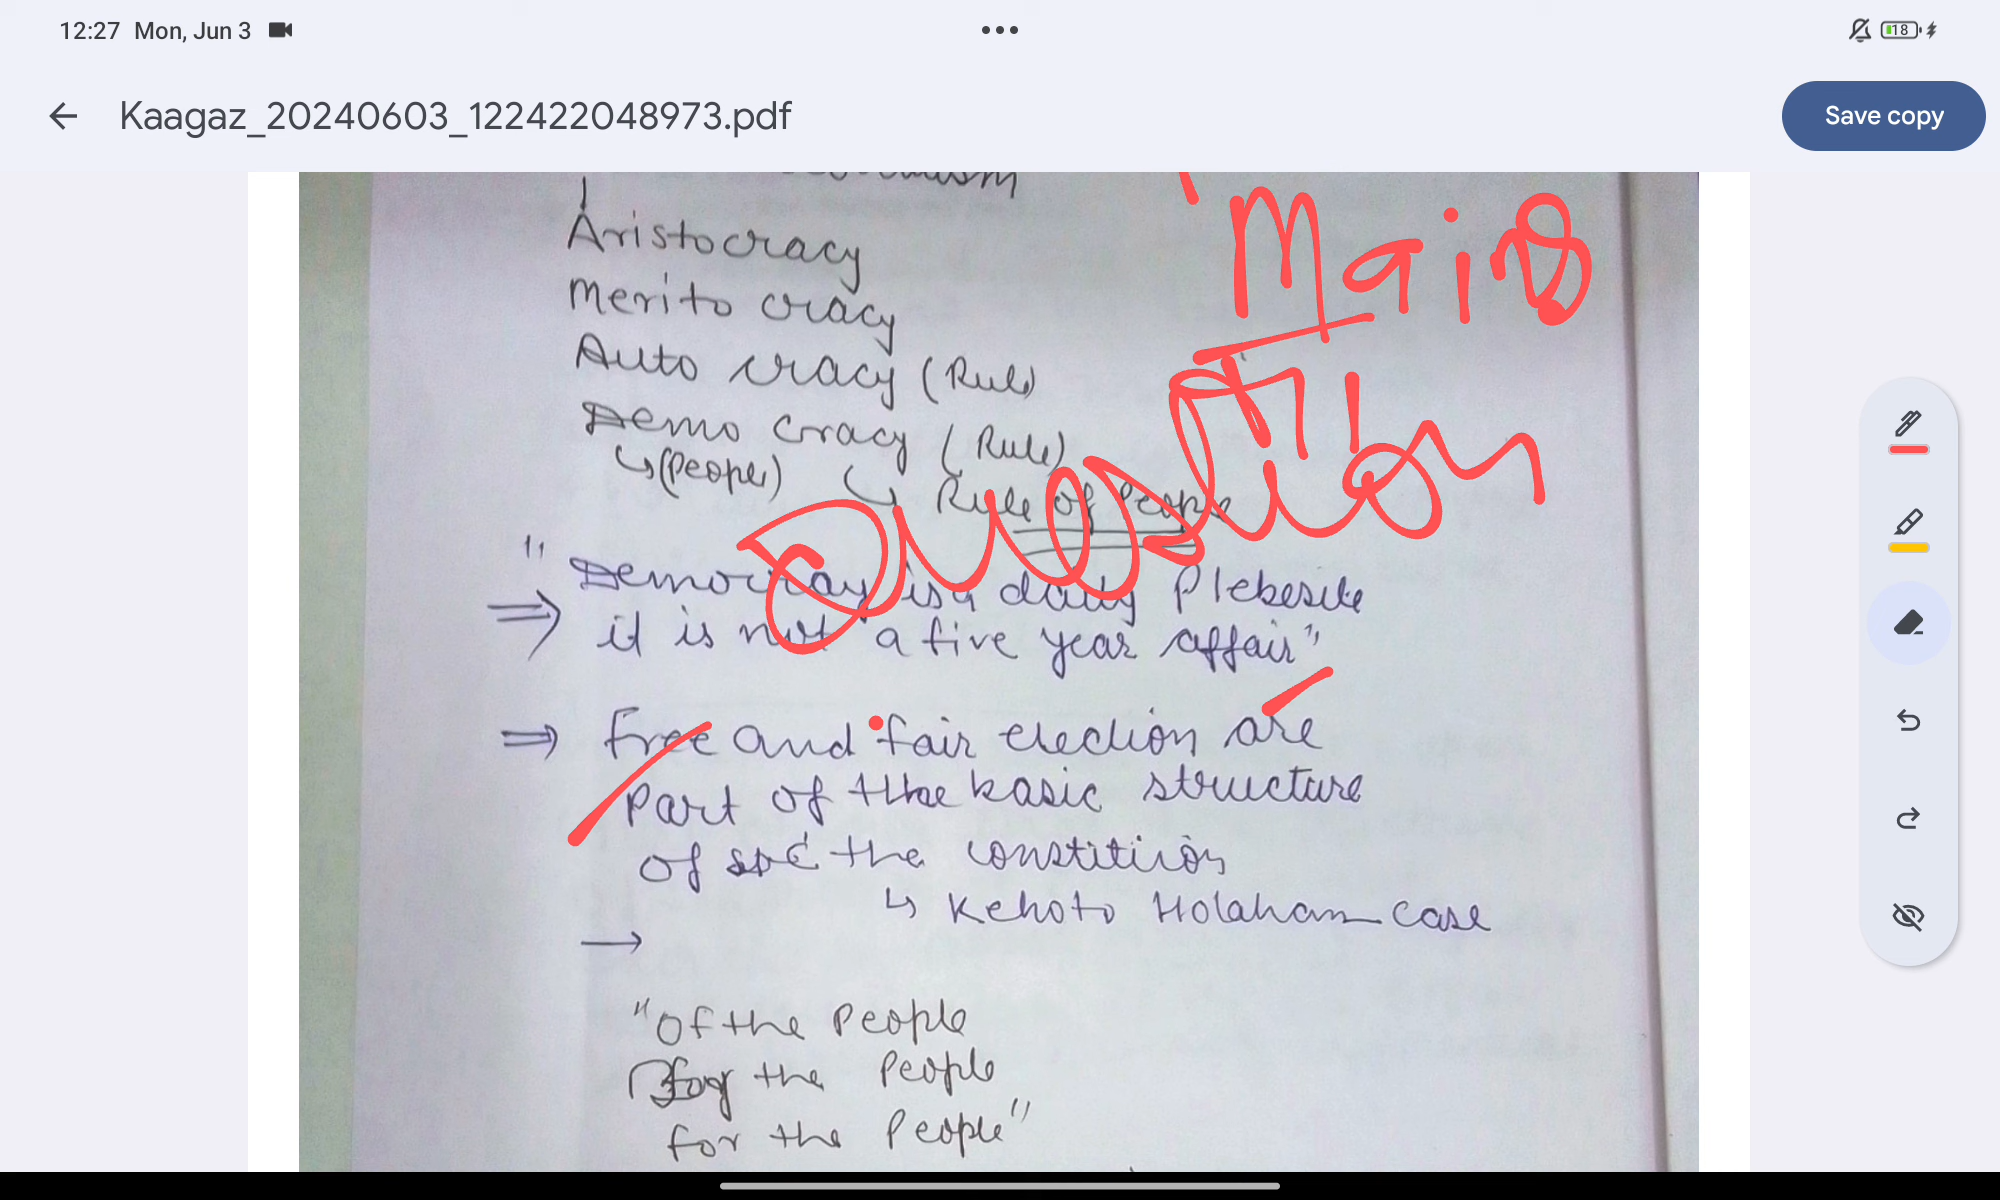 12:27 Mon, Jun 3
18
Kaagaz_20240603_122422048973.pdf
Save copy
Mains
Question
Aristocracy
Merito cracy
Auto cracy (Rule)
Demo cracy (Rule)
↳(People) ↳ Rule of People
" Democracy is a daily Plebesite
⇒ it is not a five year affair"
⇒ Free and fair election are
Part of the basic structure
of the constitition
↳ Kehoto Holahan case
→
"Of the People
By the People
for the People"